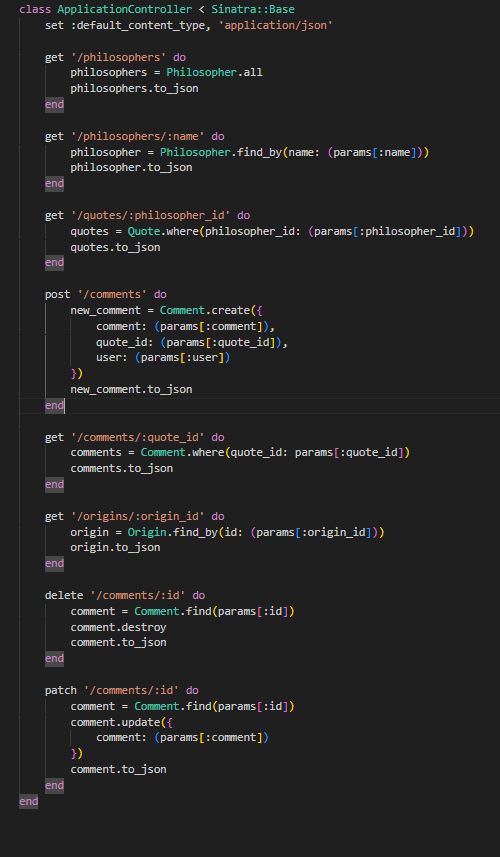 class ApplicationController < Sinatra::Base
    set :default_content_type, 'application/json'

    get '/philosophers' do
        philosophers = Philosopher.all
        philosophers.to_json
    end

    get '/philosophers/:name' do
        philosopher = Philosopher.find_by(name: (params[:name]))
        philosopher.to_json
    end

    get '/quotes/:philosopher_id' do
        quotes = Quote.where(philosopher_id: (params[:philosopher_id]))
        quotes.to_json
    end

    post '/comments' do
        new_comment = Comment.create({
            comment: (params[:comment]),
            quote_id: (params[:quote_id]),
            user: (params[:user])
        })
        new_comment.to_json
    end

    get '/comments/:quote_id' do
        comments = Comment.where(quote_id: params[:quote_id])
        comments.to_json
    end

    get '/origins/:origin_id' do
        origin = Origin.find_by(id: (params[:origin_id]))
        origin.to_json
    end

    delete '/comments/:id' do
        comment = Comment.find(params[:id])
        comment.destroy
        comment.to_json
    end

    patch '/comments/:id' do
        comment = Comment.find(params[:id])
        comment.update({
            comment: (params[:comment])
        })
        comment.to_json
    end
end